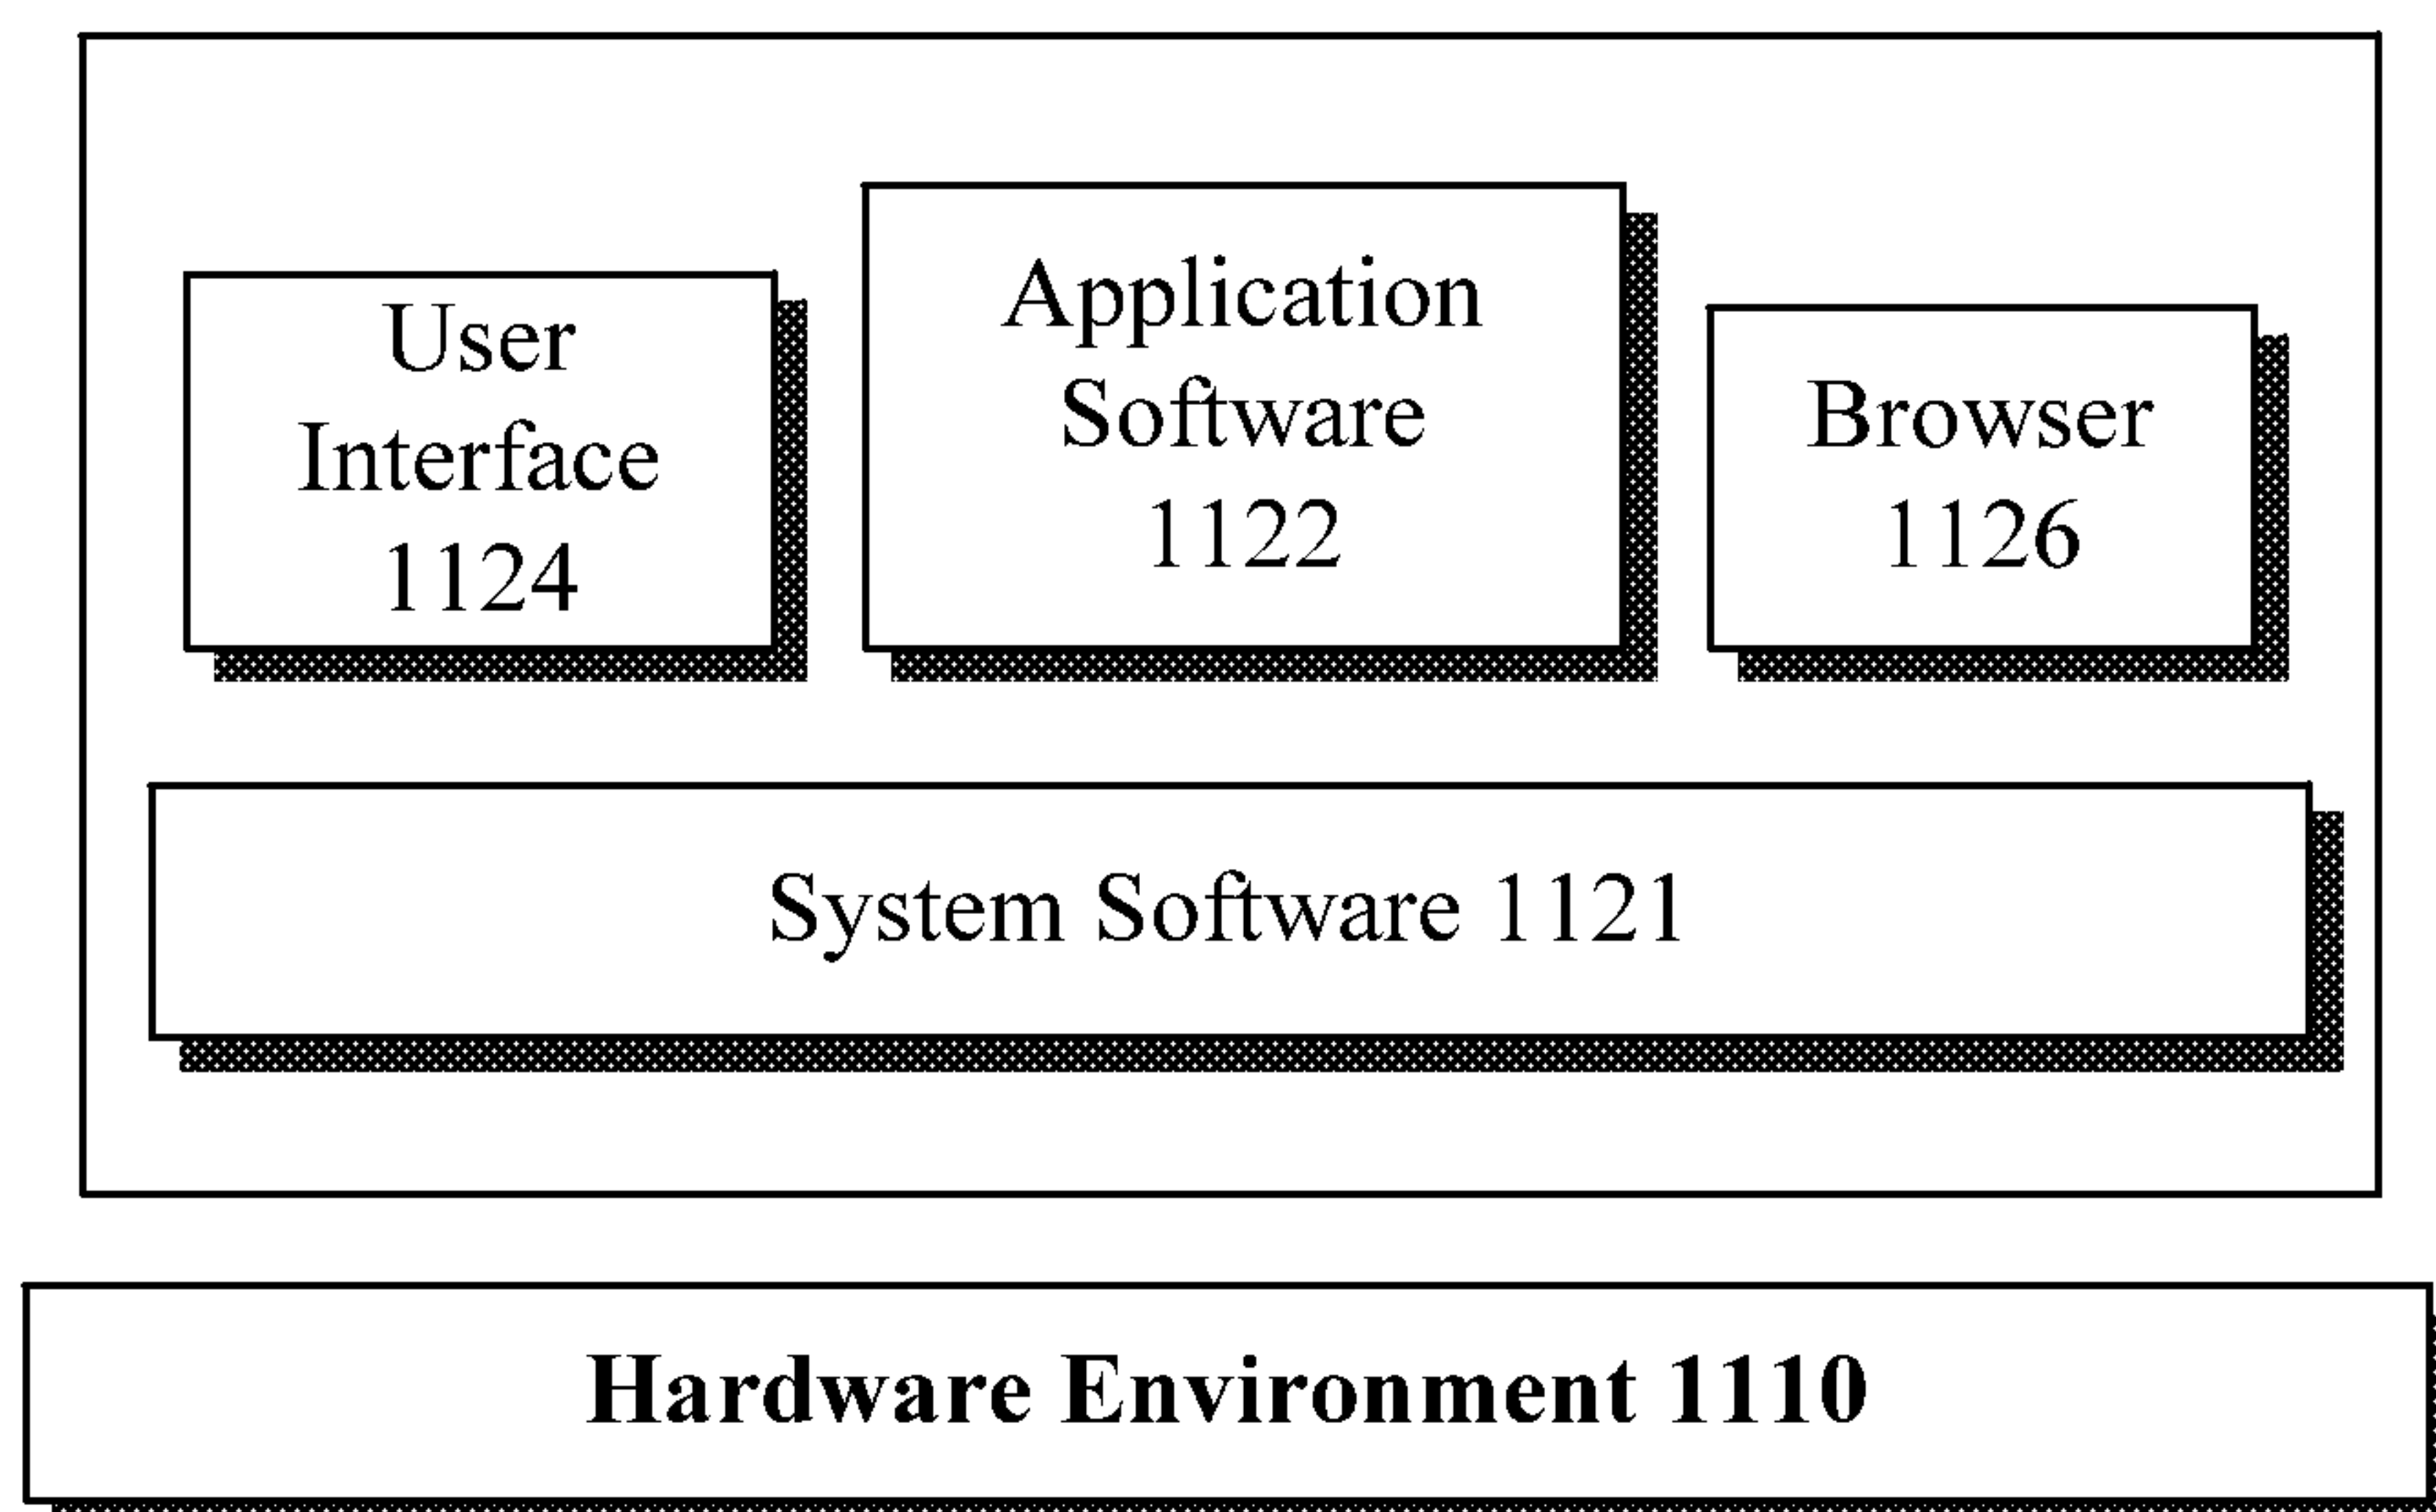 User
Interface
1124
Application
Software
1122
Browser
1126
System Software 1121
Hardware Environment 1110